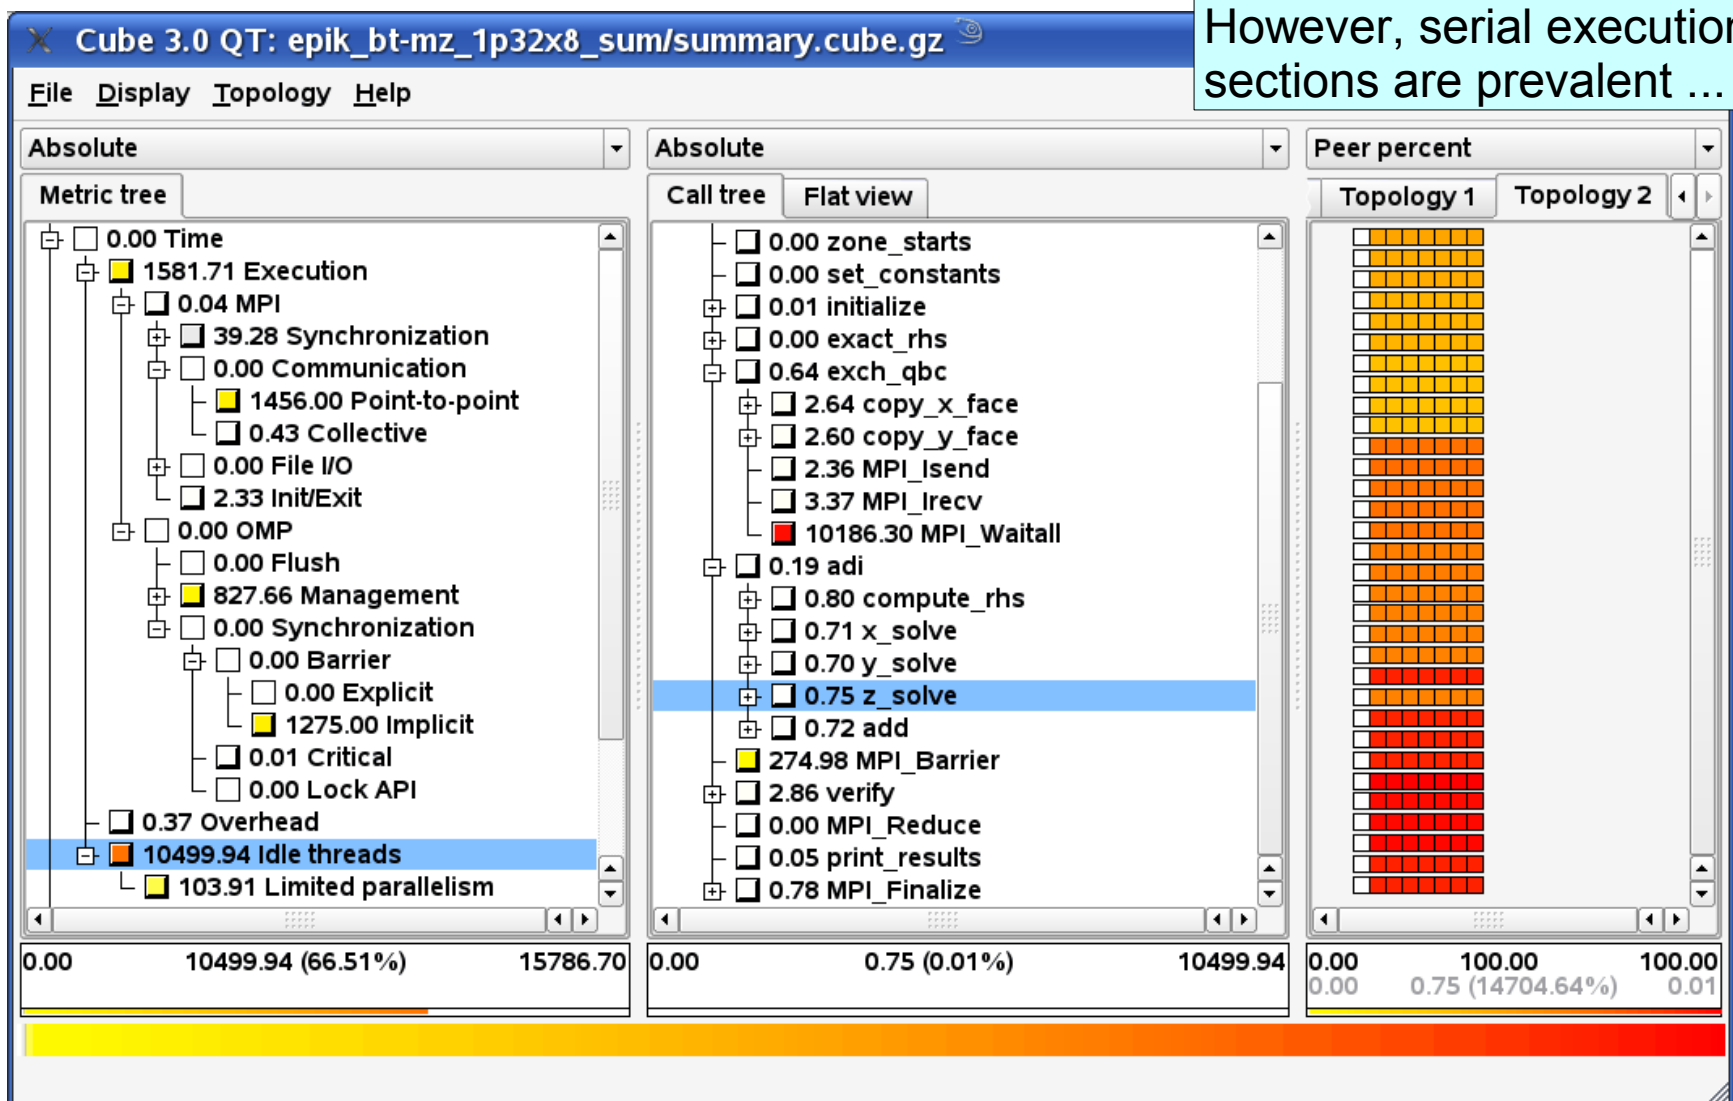 However, serial execution
sections are prevalent ...
Cube 3.0 QT: epik_bt-mz_1p32x8_sum/summary.cube.gz
File Display Topology Help
Absolute
Metric tree
0.00 Time
1581.71 Execution
0.04 MPI
39.28 Synchronization
0.00 Communication
1456.00 Point-to-point
0.43 Collective
0.00 File I/O
2.33 Init/Exit
0.00 OMP
0.00 Flush
827.66 Management
0.00 Synchronization
0.00 Barrier
0.00 Explicit
1275.00 Implicit
0.01 Critical
0.00 Lock API
0.37 Overhead
10499.94 Idle threads
103.91 Limited parallelism
0.00 10499.94 (66.51%) 15786.70
Absolute
Call tree Flat view
0.00 zone_starts
0.00 set_constants
0.01 initialize
0.00 exact_rhs
0.64 exch_qbc
2.64 copy_x_face
2.60 copy_y_face
2.36 MPI_Isend
3.37 MPI_Irecv
10186.30 MPI_Waitall
0.19 adi
0.80 compute_rhs
0.71 x_solve
0.70 y_solve
0.75 z_solve
0.72 add
274.98 MPI_Barrier
2.86 verify
0.00 MPI_Reduce
0.05 print_results
0.78 MPI_Finalize
0.00 0.75 (0.01%) 10499.94
Peer percent
Topology 1 Topology 2
0.00 100.00 100.00
0.00 0.75 (14704.64%) 0.01